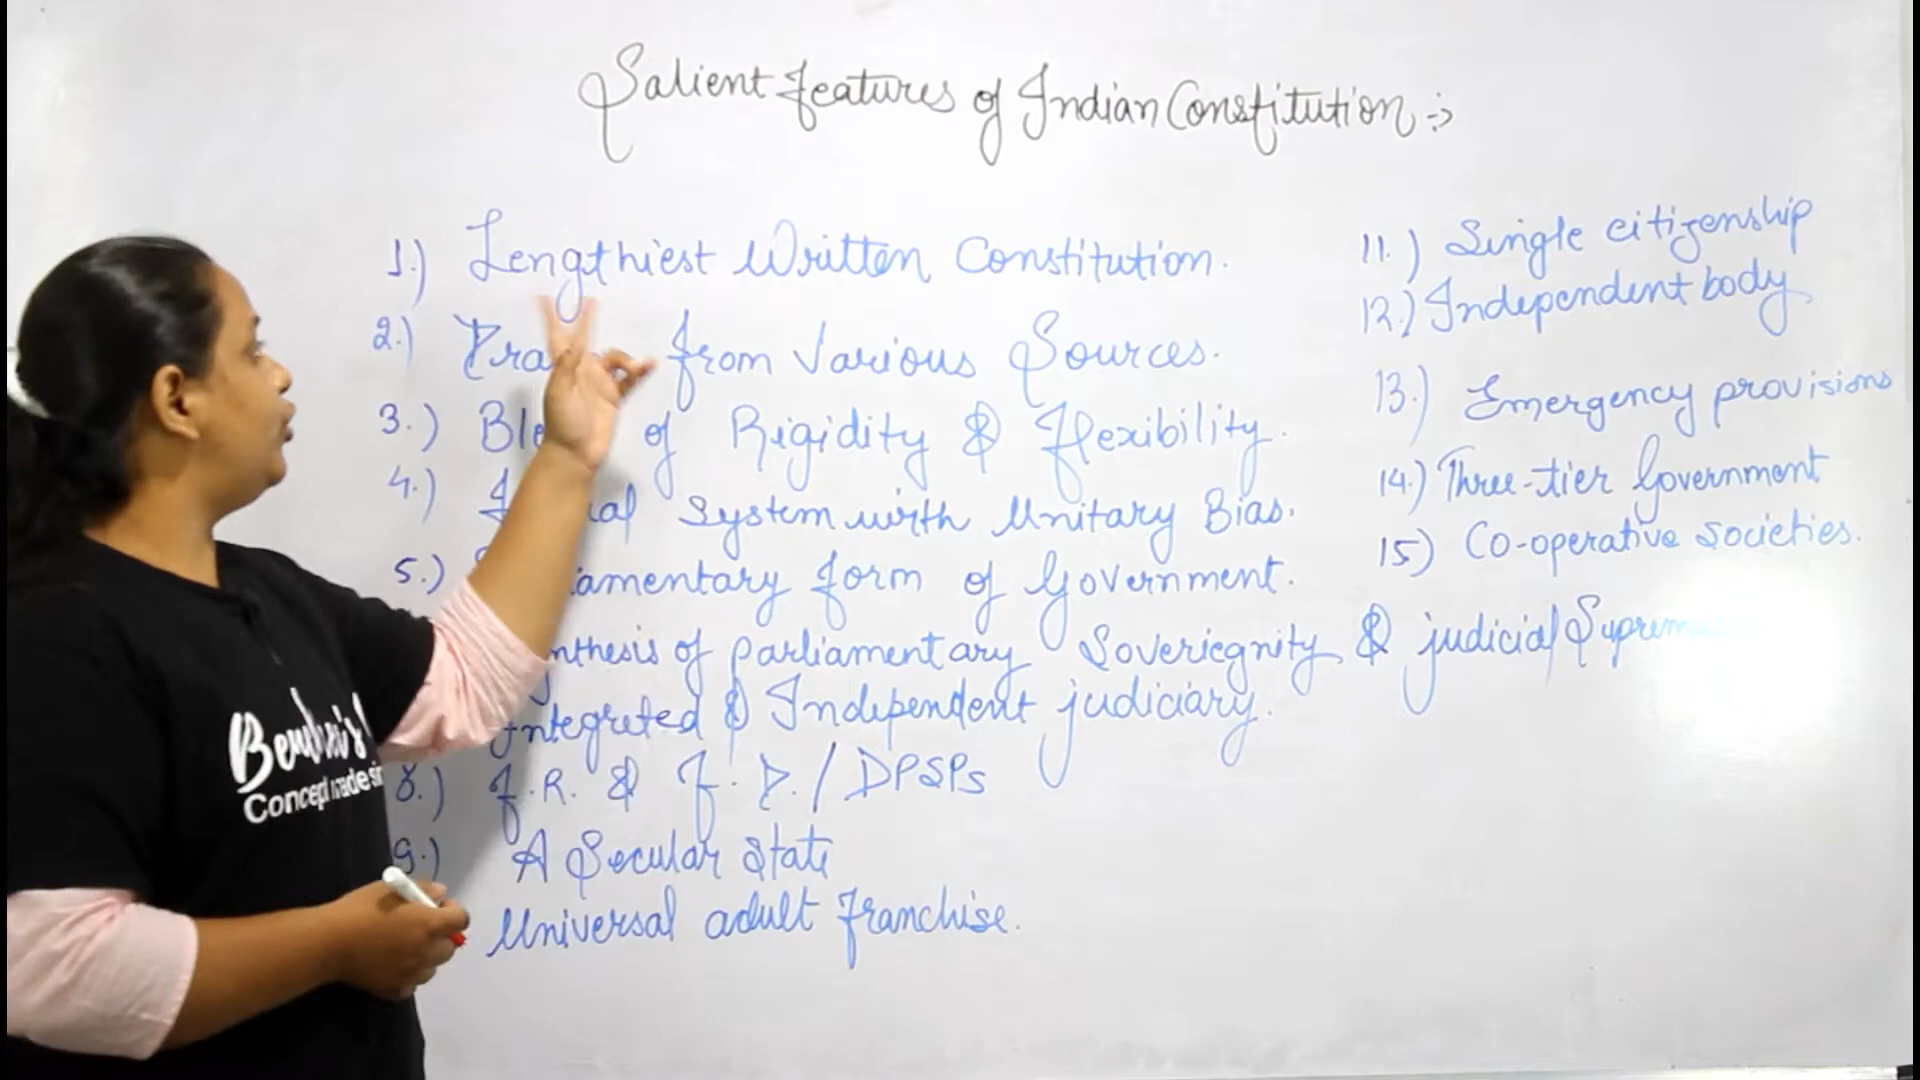 Salient Features of Indian Constitution :-
1.) Lengthiest Written Constitution.
2.) from Various Sources.
3.) of Rigidity & Flexibility.
4.) System with Unitary Bias.
5.) form of Government.
of parliamentary Soveriegnity & judicial
Integrated & Independent judiciary.
8.) F.R. & F.D. / DPSPs
9.) A Secular State
Universal adult franchise.
11.) Single citizenship
12.) Independent body
13.) Emergency provisions
14.) Three-tier Government
15) Co-operative societies.
Concept made